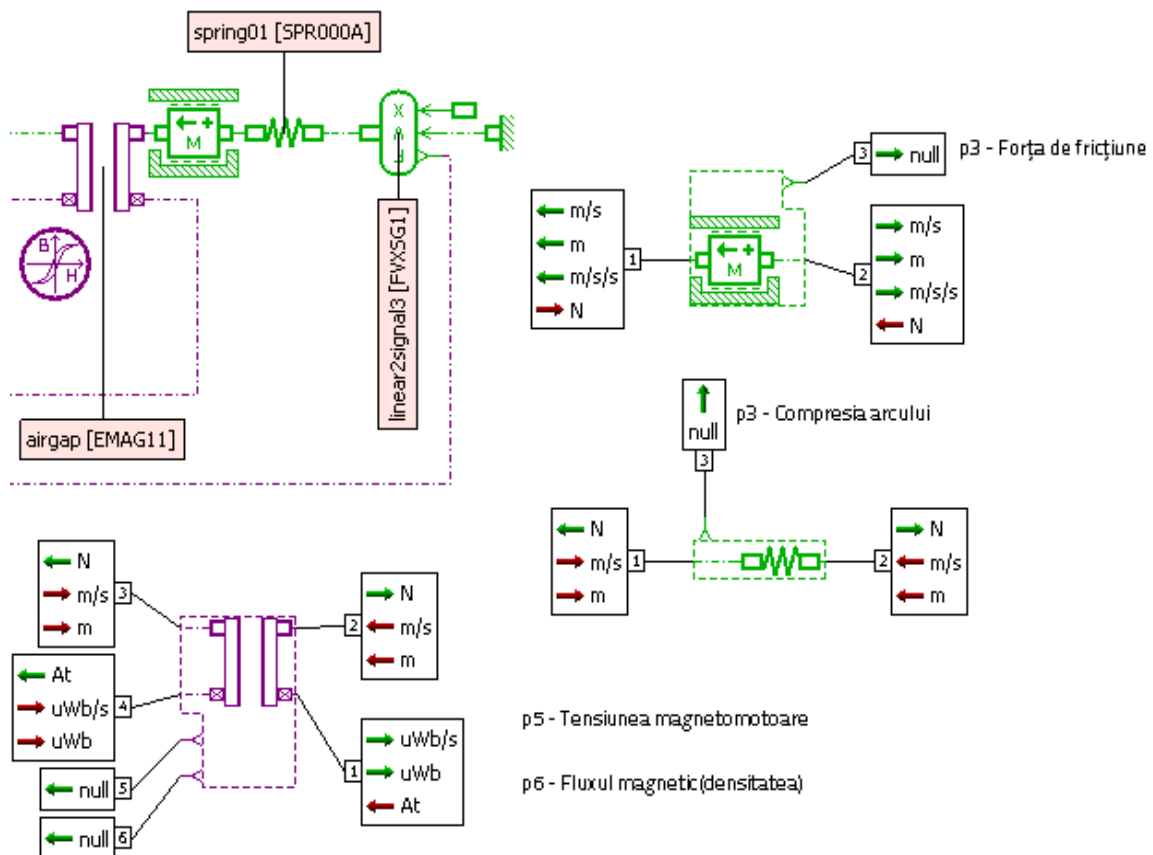 spring01 [SPR000A]
X
M
F
B
H
linear2signal3 [FVXSG1]
airgap [EMAG11]
3
null
p3 - Forța de fricțiune
m/s
m
m/s/s
N
1
M
m/s
m
m/s/s
N
2
null
3
p3 - Compresia arcului
N
m/s
m
1
N
m/s
m
2
N
m/s
m
3
At
uWb/s
uWb
4
null
5
null
6
N
m/s
m
2
uWb/s
uWb
At
1
p5 - Tensiunea magnetomotoare
p6 - Fluxul magnetic(densitatea)